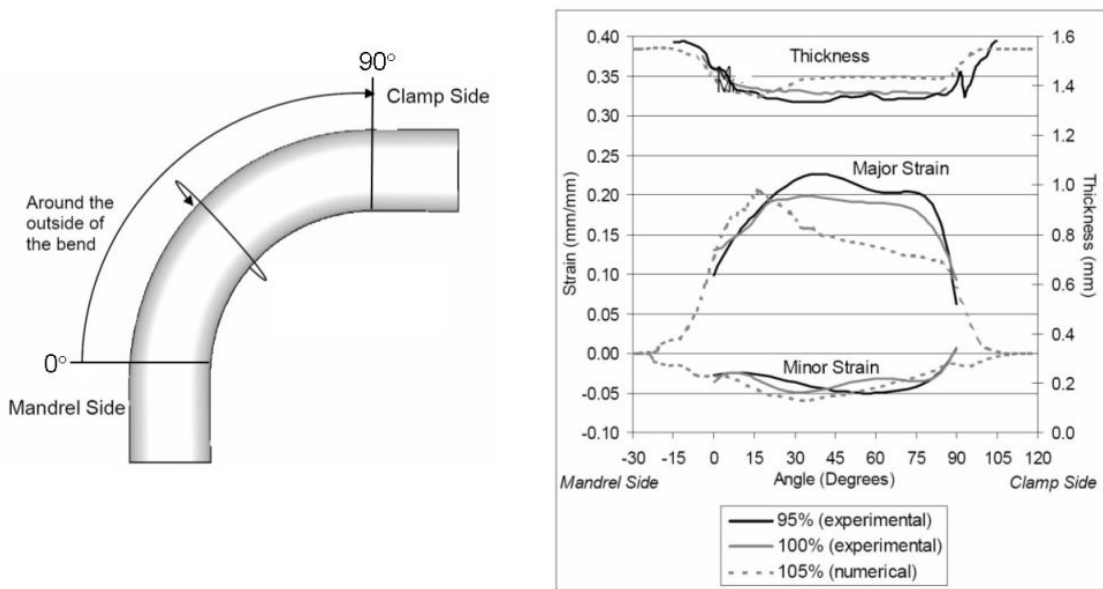 90°
Clamp Side
Around the
outside of
the bend
0°
Mandrel Side
0.40
0.35
0.30
0.25
0.20
0.15
0.10
0.05
0.00
-0.05
-0.10
Strain (mm/mm)
Thickness
Major Strain
Minor Strain
1.6
1.4
1.2
1.0
0.8
0.6
0.4
0.2
0.0
Thickness (mm)
-30 -15 0 15 30 45 60 75 90 105 120
Mandrel Side Angle (Degrees) Clamp Side
95% (experimental)
100% (experimental)
105% (numerical)